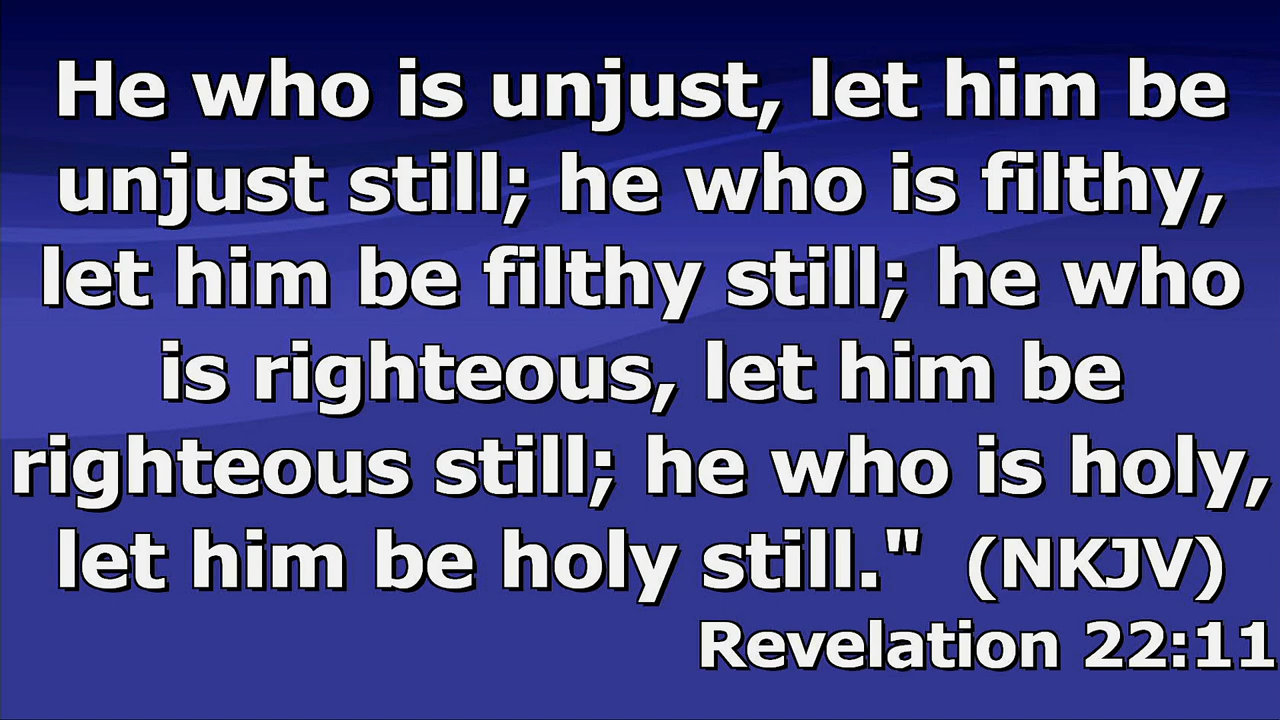 He who is unjust, let him be
unjust still; he who is filthy,
let him be filthy still; he who
is righteous, let him be
righteous still; he who is holy,
let him be holy still."  (NKJV)
Revelation 22:11